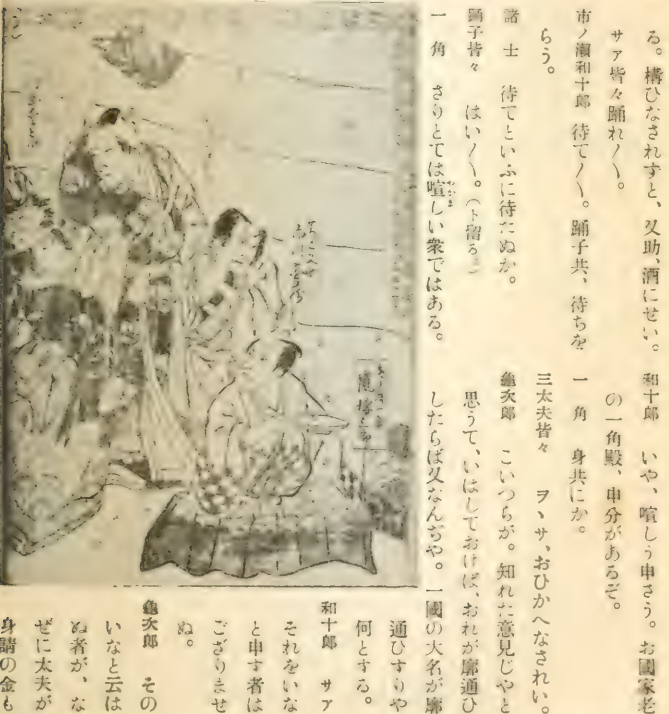 る。構ひなされずと、又助、酒にせい。
サア皆々踊れ〱。
市ノ瀬和十郎　待て〱。踊子共、待ちを
らう。
諸士　待てといふに待たぬか。
踊子皆々　はい〱。（ト留る。）
一角　さりとては喧しい衆ではある。
和十郎　いや、喧しう申さう。お國家老
の一角殿、申分があるぞ。
一角　身共にか。
三太夫皆々　ヲヽサ、おひかへなされい。
龜次郎　こいつらが。知れた意見じやと
思うて、いはしておけば、おれが廓通ひ
したらば又なんぢや。一國の大名が廓
通ひすりや
何とする。
和十郎　サア
それをいな
と申す者は
ござりませ
ぬ。
龜次郎　その
いなと云は
ぬ者が、な
ぜに太夫が
身請の金も